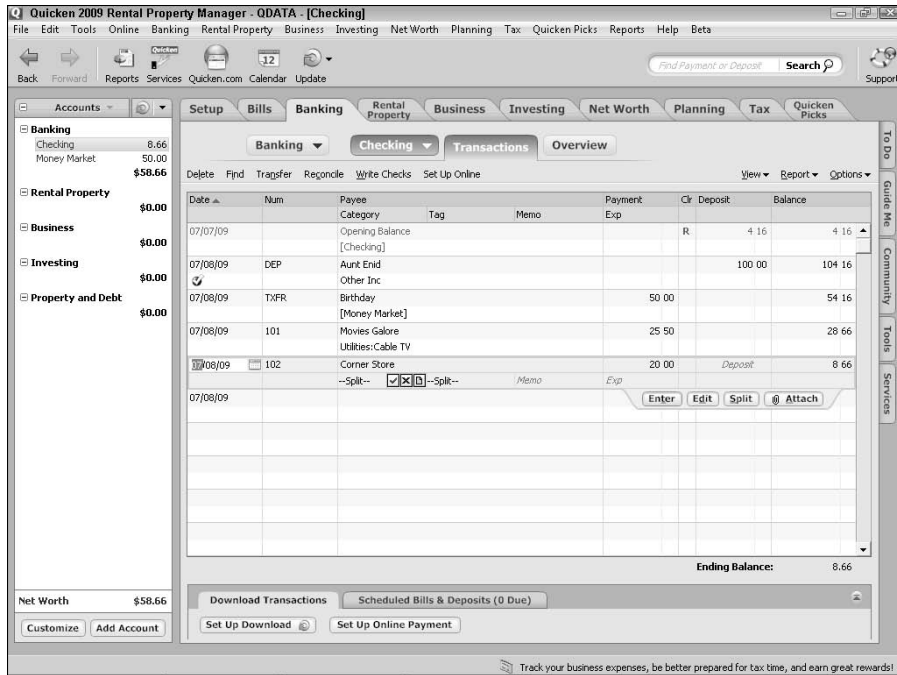 Quicken 2009 Rental Property Manager - QDATA - [Checking]
File Edit Tools Online Banking Rental Property Business Investing Net Worth Planning Tax Quicken Picks Reports Help Beta
Quicken
12
Back Forward Reports Services Quicken.com Calendar Update
Find Payment or Deposit Search
Support
Accounts
Setup Bills Banking Rental Property Business Investing Net Worth Planning Tax Quicken Picks
Banking
Checking 8.66
Money Market 50.00
$58.66
Rental Property
$0.00
Business
$0.00
Investing
$0.00
Property and Debt
$0.00
Banking Checking Transactions Overview
Delete Find Transfer Reconcile Write Checks Set Up Online View Report Options
Date Num Payee Payment Clr Deposit Balance
Category Tag Memo Exp
07/07/09 Opening Balance R 4 16 4 16
[Checking]
07/08/09 DEP Aunt Enid 100 00 104 16
Other Inc
07/08/09 TXFR Birthday 50 00 54 16
[Money Market]
07/08/09 101 Movies Galore 25 50 28 66
Utilities:Cable TV
07/08/09 102 Corner Store 20 00 Deposit 8 66
--Split-- --Split-- Memo Exp
07/08/09
Enter Edit Split Attach
Ending Balance: 8.66
To Do
Guide Me
Community
Tools
Services
Net Worth $58.66
Customize Add Account
Download Transactions Scheduled Bills & Deposits (0 Due)
Set Up Download Set Up Online Payment
Track your business expenses, be better prepared for tax time, and earn great rewards!